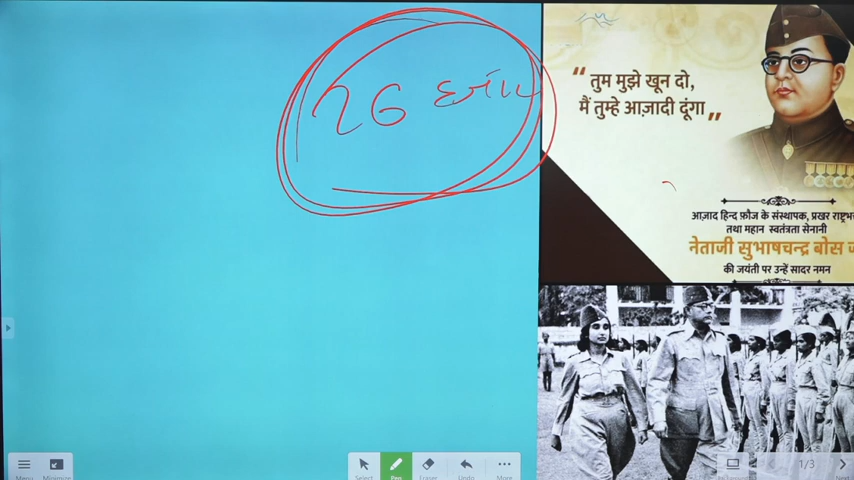 26
“ तुम मुझे खून दो,
मैं तुम्हे आज़ादी दूंगा „
आज़ाद हिन्द फ़ौज के संस्थापक, प्रखर राष्ट्रभ
तथा महान स्वतंत्रता सेनानी
नेताजी सुभाषचन्द्र बोस
की जयंती पर उन्हें सादर नमन
Menu Minimize Select Pen Eraser Undo More 1/3 Next